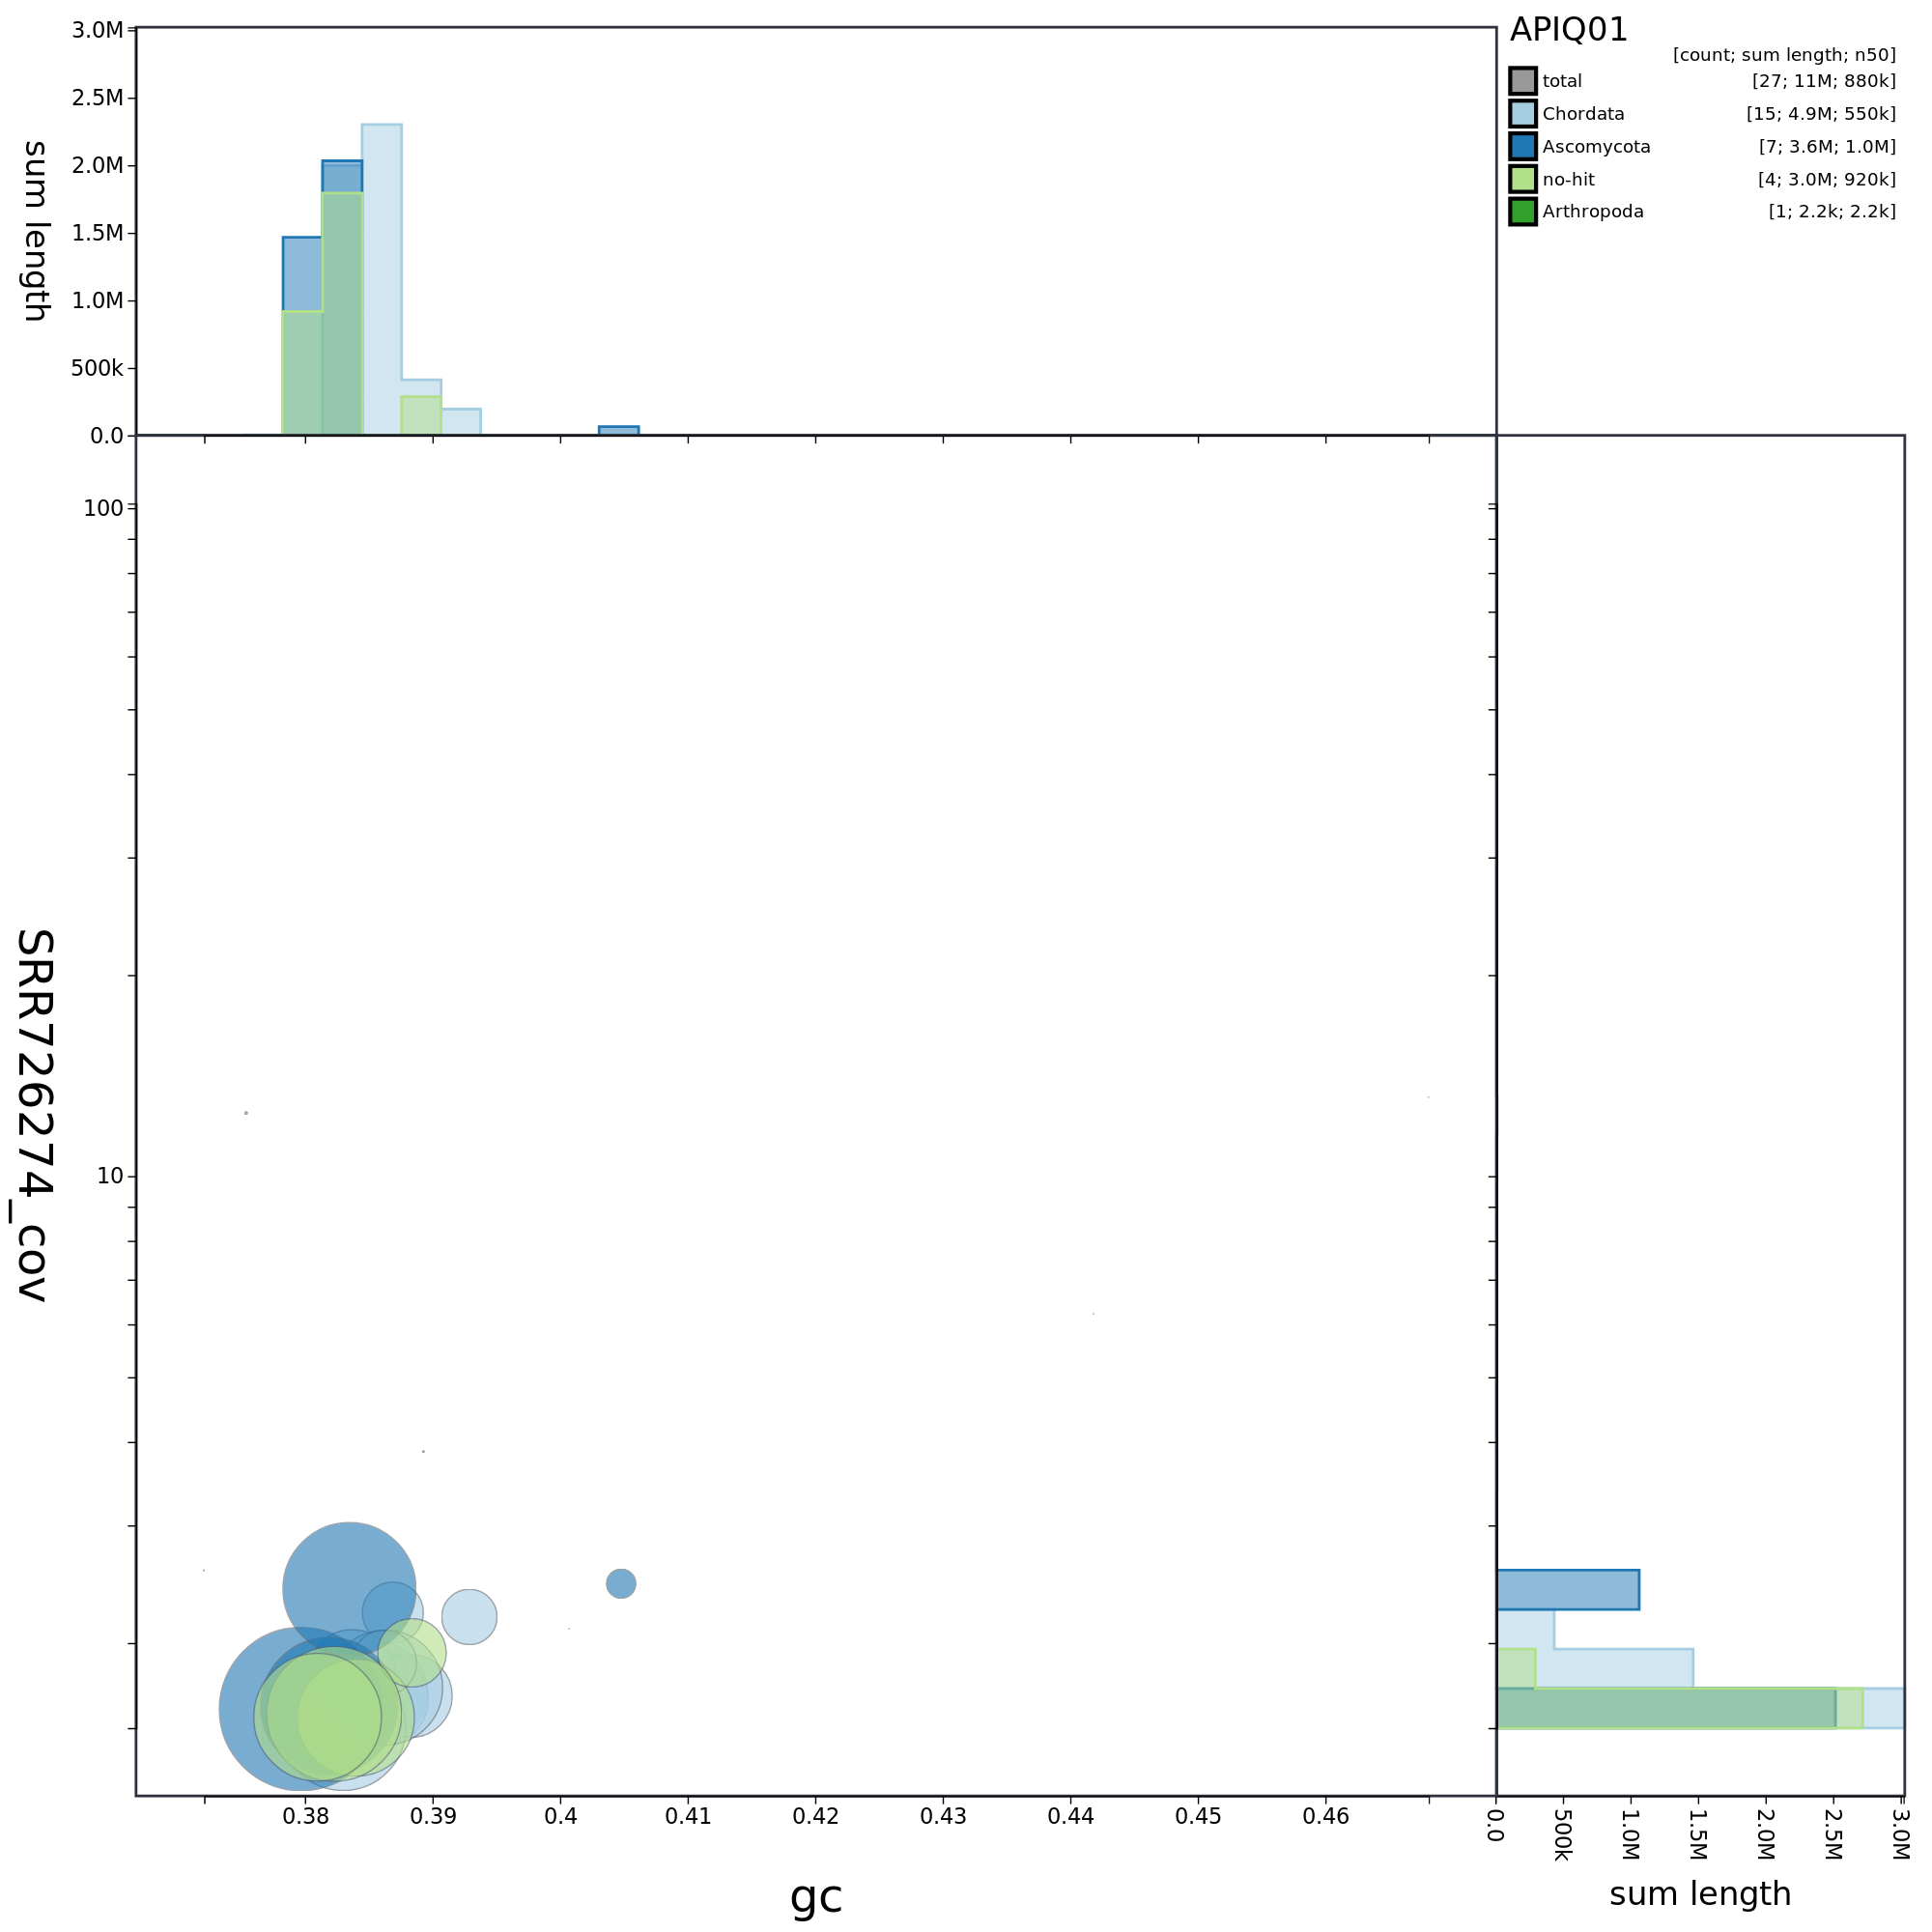 APIQ01
[count; sum length; n50]
total [27; 11M; 880k]
Chordata [15; 4.9M; 550k]
Ascomycota [7; 3.6M; 1.0M]
no-hit [4; 3.0M; 920k]
Arthropoda [1; 2.2k; 2.2k]
sum length
3.0M
2.5M
2.0M
1.5M
1.0M
500k
0.0
SRR726274_cov
100
10
0.38 0.39 0.4 0.41 0.42 0.43 0.44 0.45 0.46
gc
0.0 500k 1.0M 1.5M 2.0M 2.5M 3.0M
sum length